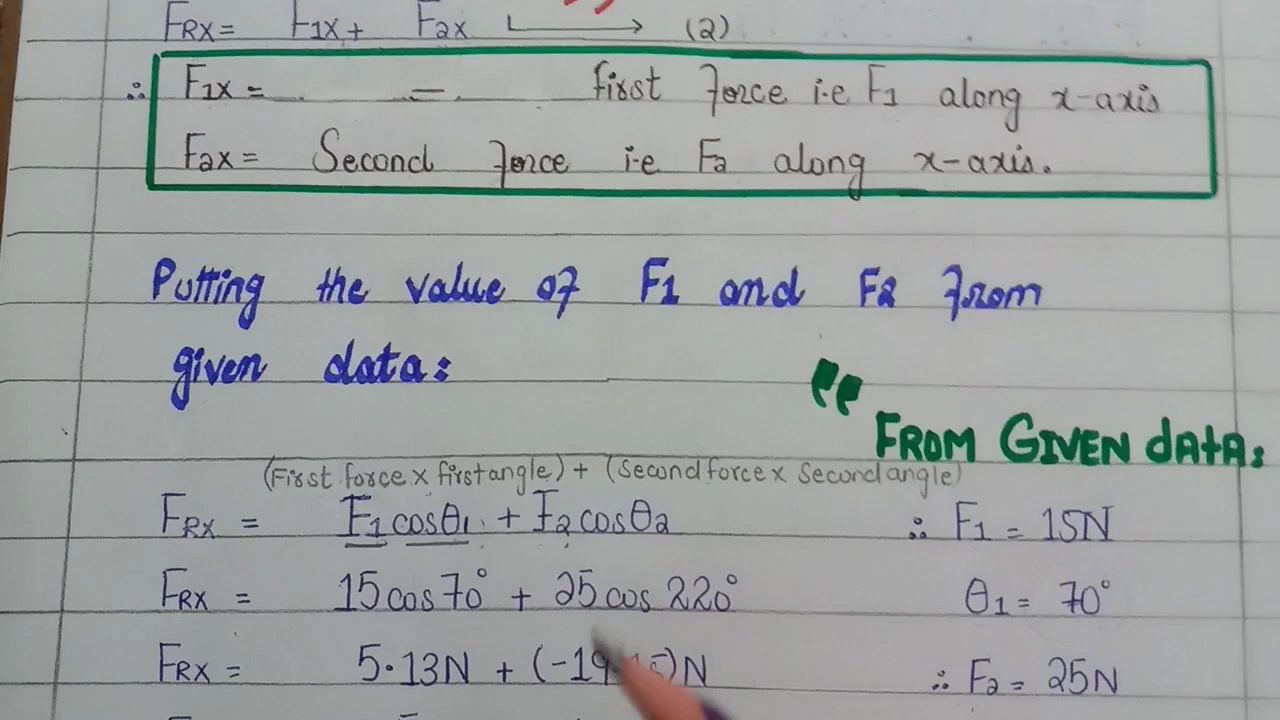 FRX = F1X + F2X ⟶ (2)
∴ F1X = = first force i.e F1 along x-axis
F2X = Second force i.e F2 along x-axis.
Putting the value of F1 and F2 from
given data:
" FROM GIVEN data:
(First force x first angle) + (Second force x Second angle)
FRX = F1 cosθ1 + F2 cosθ2 ∴ F1 = 15N
FRX = 15 cos 70° + 25 cos 220° θ1 = 70°
FRX = 5.13N + (-19 )N ∴ F2 = 25N